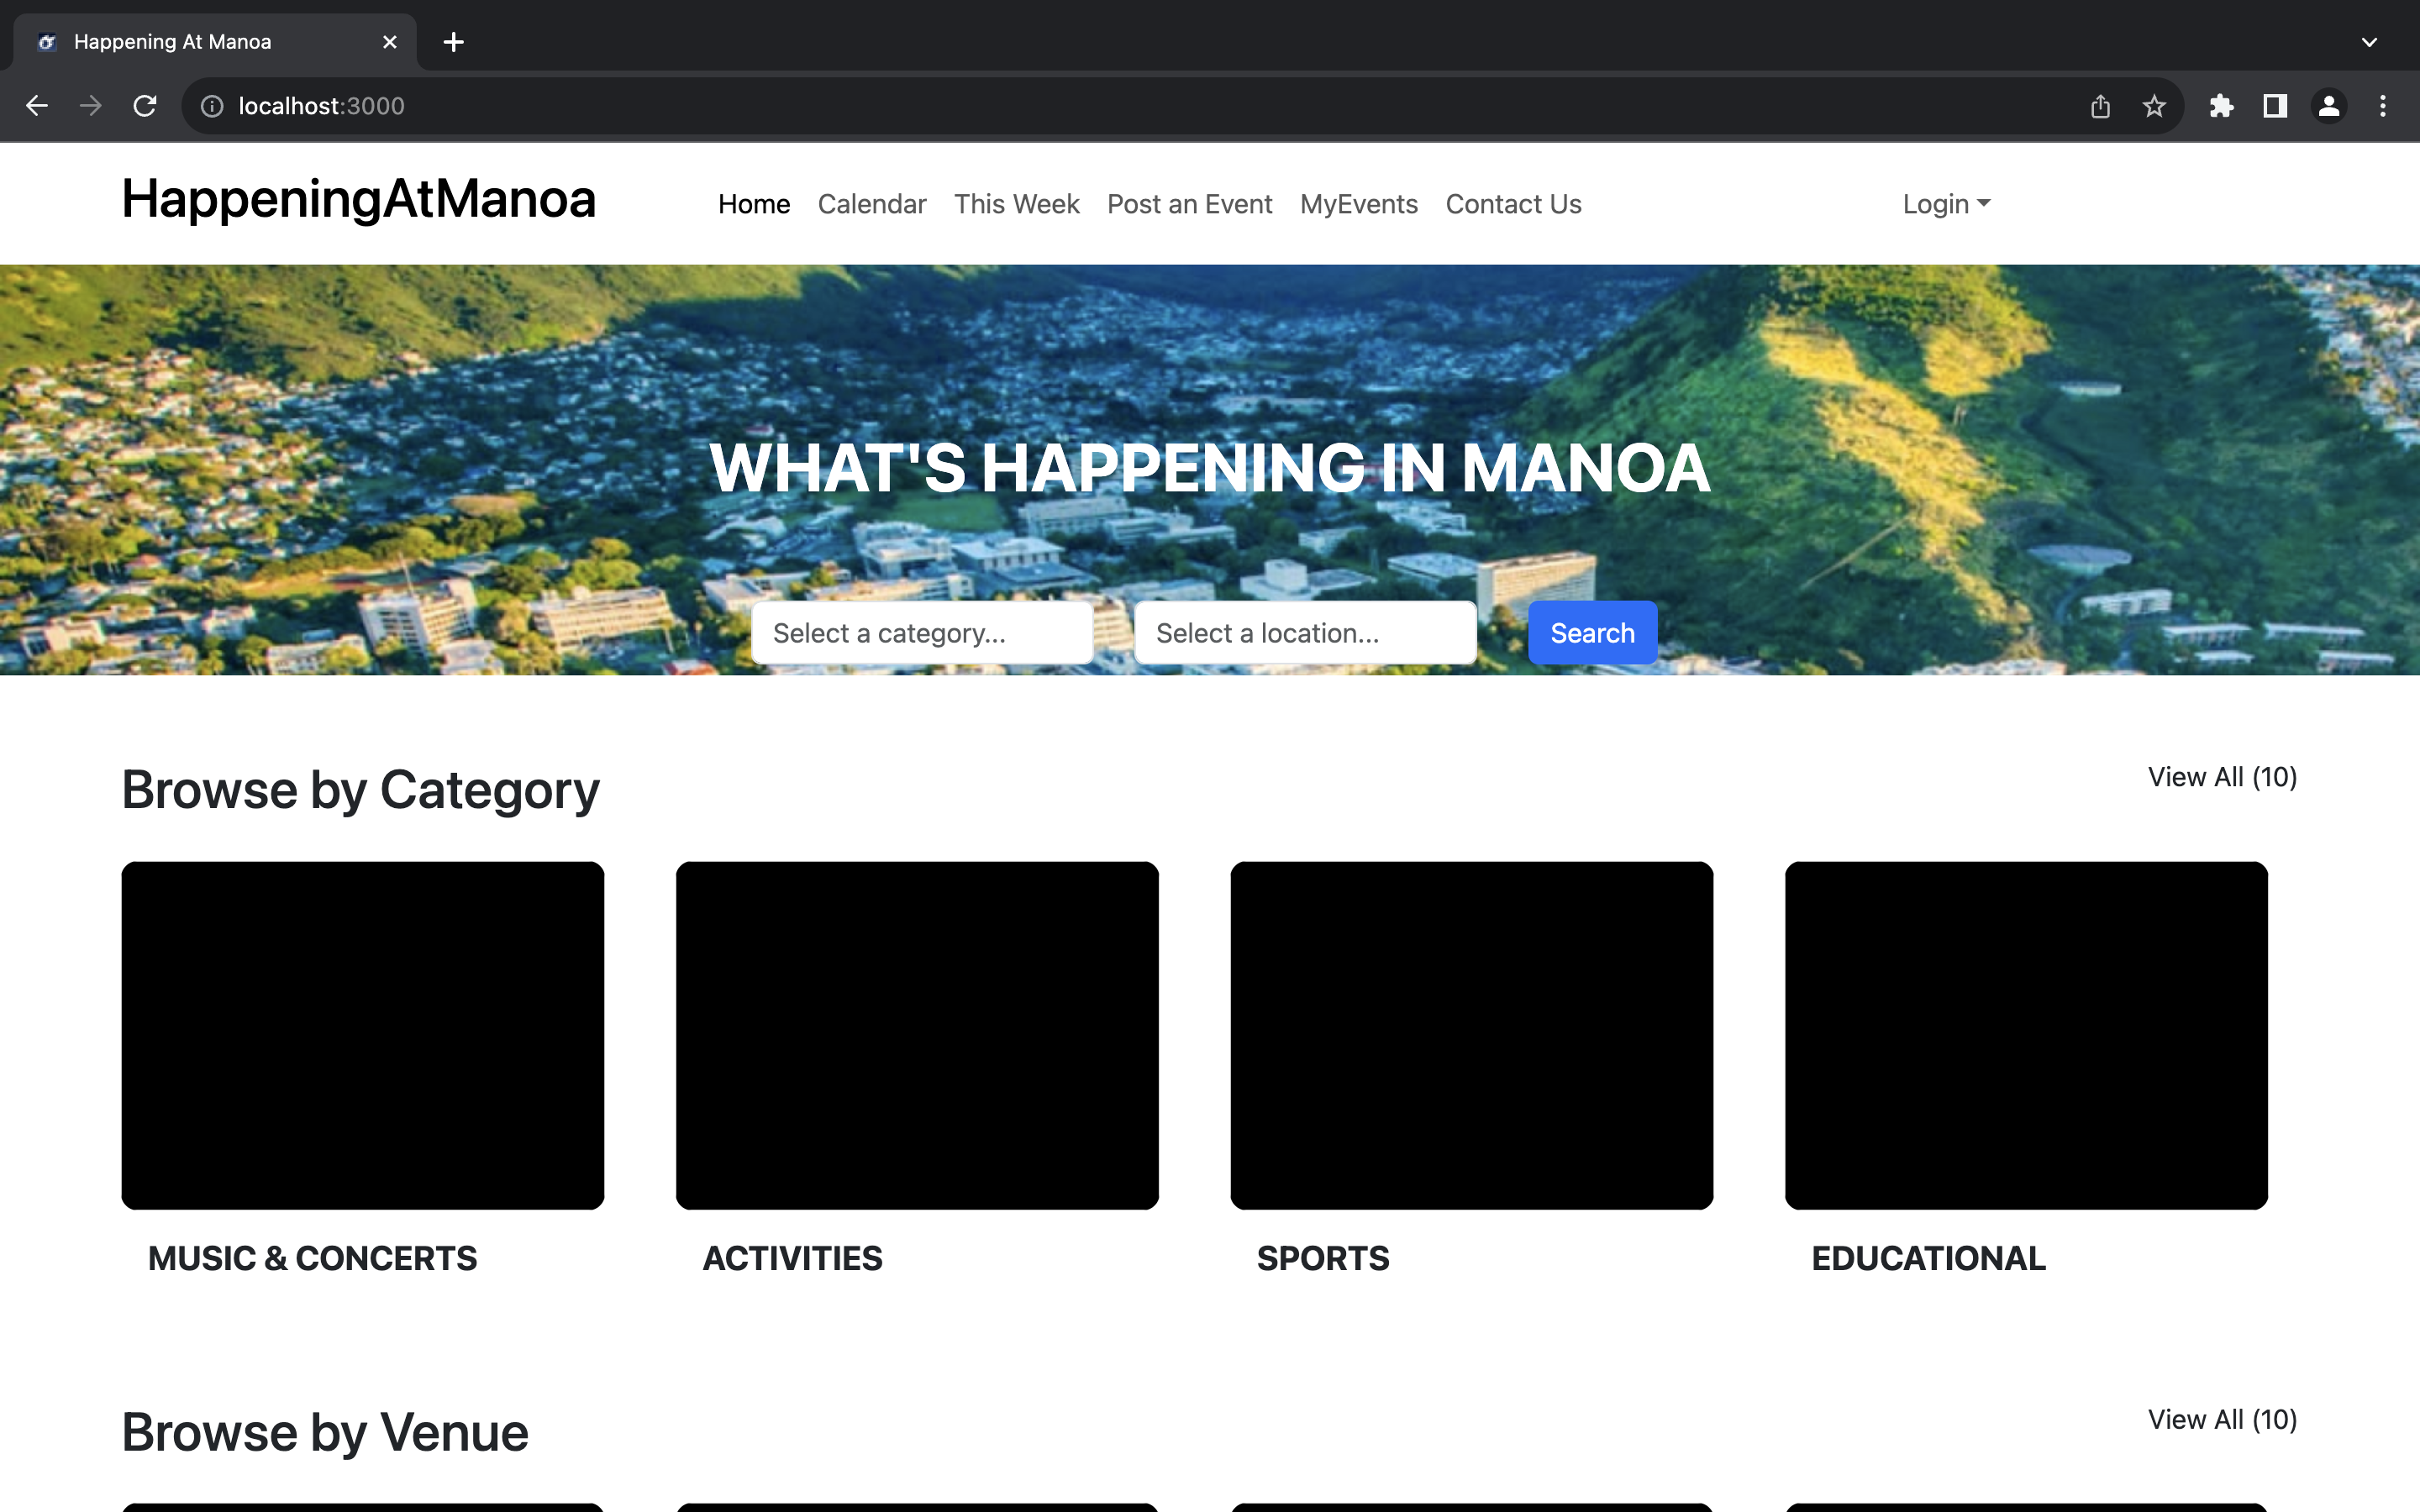 Happening At Manoa
localhost:3000
HappeningAtManoa
Home Calendar This Week Post an Event MyEvents Contact Us Login
WHAT'S HAPPENING IN MANOA
Select a category... Select a location... Search
Browse by Category View All (10)
MUSIC & CONCERTS ACTIVITIES SPORTS EDUCATIONAL
Browse by Venue View All (10)